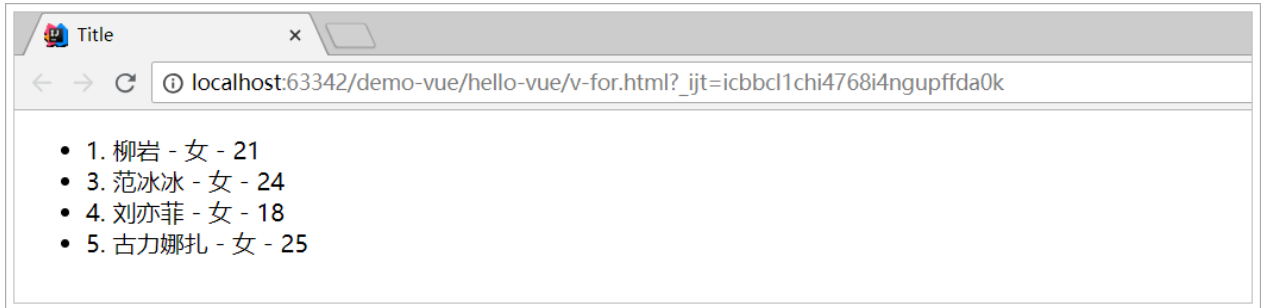 Title
localhost:63342/demo-vue/hello-vue/v-for.html?_ijt=icbbcl1chi4768i4ngupffda0k
1. 柳岩 - 女 - 21
3. 范冰冰 - 女 - 24
4. 刘亦菲 - 女 - 18
5. 古力娜扎 - 女 - 25